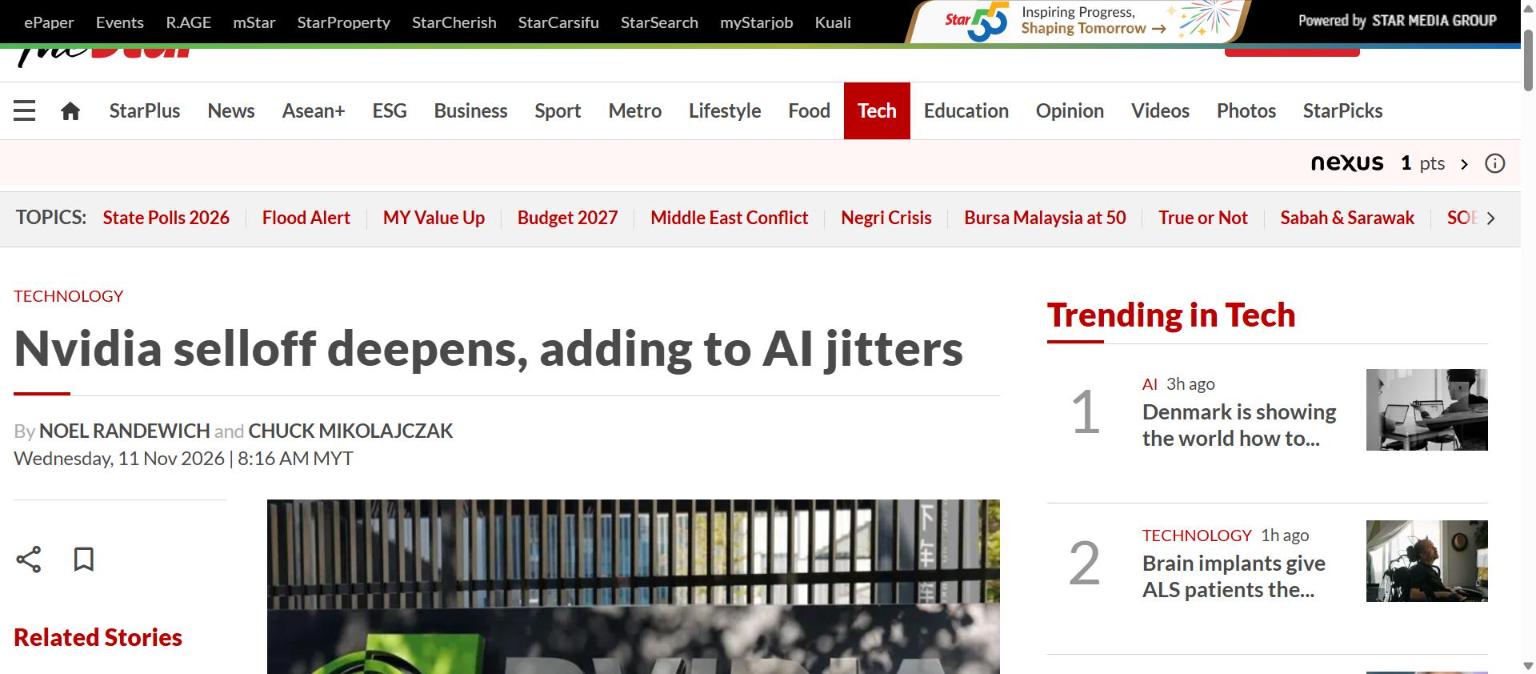 ePaper Events R.AGE mStar StarProperty StarCherish StarCarsifu StarSearch myStarjob Kuali
Star 55 Inspiring Progress,
Shaping Tomorrow →
Powered by STAR MEDIA GROUP
The Star
StarPlus News Asean+ ESG Business Sport Metro Lifestyle Food Tech Education Opinion Videos Photos StarPicks
nexus 1 pts
TOPICS: State Polls 2026 Flood Alert MY Value Up Budget 2027 Middle East Conflict Negri Crisis Bursa Malaysia at 50 True or Not Sabah & Sarawak
TECHNOLOGY
Nvidia selloff deepens, adding to AI jitters
By NOEL RANDEWICH and CHUCK MIKOLAJCZAK
Wednesday, 11 Nov 2026 | 8:16 AM MYT
Related Stories
Trending in Tech
1
AI 3h ago
Denmark is showing
the world how to...
2
TECHNOLOGY 1h ago
Brain implants give
ALS patients the...